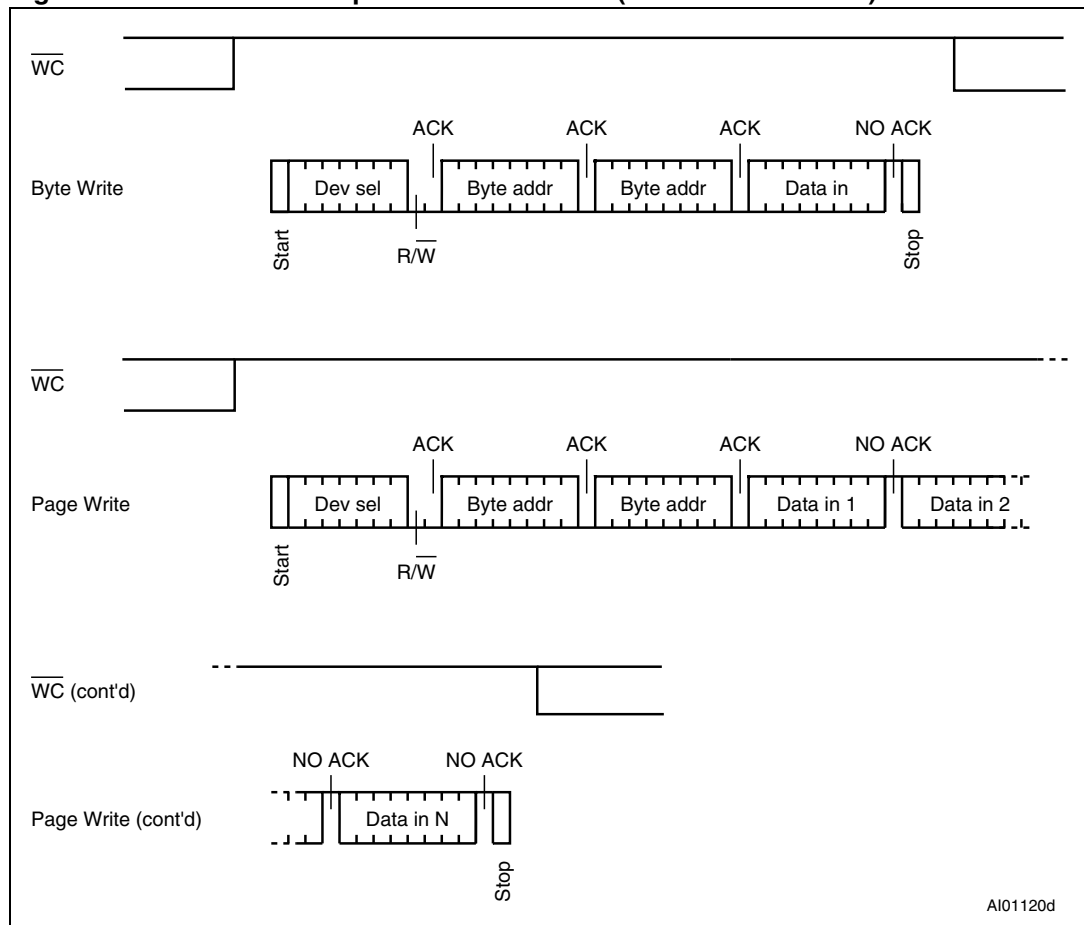 WC
ACK ACK ACK NO ACK
Byte Write Dev sel Byte addr Byte addr Data in
Start R/W Stop
WC
ACK ACK ACK NO ACK
Page Write Dev sel Byte addr Byte addr Data in 1 Data in 2
Start R/W
WC (cont'd)
NO ACK NO ACK
Page Write (cont'd) Data in N
Stop
AI01120d